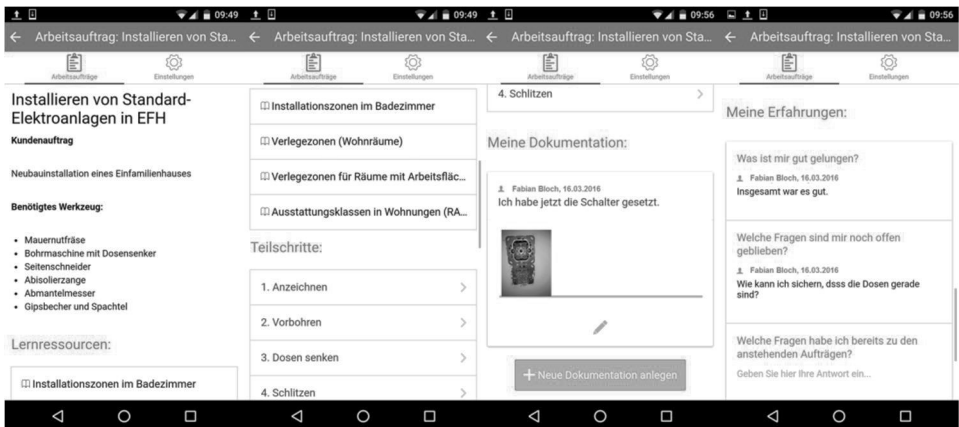 09:49
Arbeitsauftrag: Installieren von Sta...
Arbeitsaufträge
Einstellungen
Installieren von Standard-
Elektroanlagen in EFH
Kundenauftrag
Neubauinstallation eines Einfamilienhauses
Benötigtes Werkzeug:
• Mauernutfräse
• Bohrmaschine mit Dosensenker
• Seitenschneider
• Abisolierzange
• Abmantelmesser
• Gipsbecher und Spachtel
Lernressourcen:
Installationszonen im Badezimmer
09:49
Arbeitsauftrag: Installieren von Sta...
Arbeitsaufträge
Einstellungen
Installationszonen im Badezimmer
Verlegezonen (Wohnräume)
Verlegezonen für Räume mit Arbeitsfläc...
Ausstattungsklassen in Wohnungen (RA...
Teilschritte:
1. Anzeichnen
2. Vorbohren
3. Dosen senken
4. Schlitzen
09:56
Arbeitsauftrag: Installieren von Sta...
Arbeitsaufträge
Einstellungen
4. Schlitzen
Meine Dokumentation:
Fabian Bloch, 16.03.2016
Ich habe jetzt die Schalter gesetzt.
+ Neue Dokumentation anlegen
09:56
Arbeitsauftrag: Installieren von Sta...
Arbeitsaufträge
Einstellungen
Meine Erfahrungen:
Was ist mir gut gelungen?
Fabian Bloch, 16.03.2016
Insgesamt war es gut.
Welche Fragen sind mir noch offen
geblieben?
Fabian Bloch, 16.03.2016
Wie kann ich sichern, dsss die Dosen gerade
sind?
Welche Fragen habe ich bereits zu den
anstehenden Aufträgen?
Geben Sie hier Ihre Antwort ein...